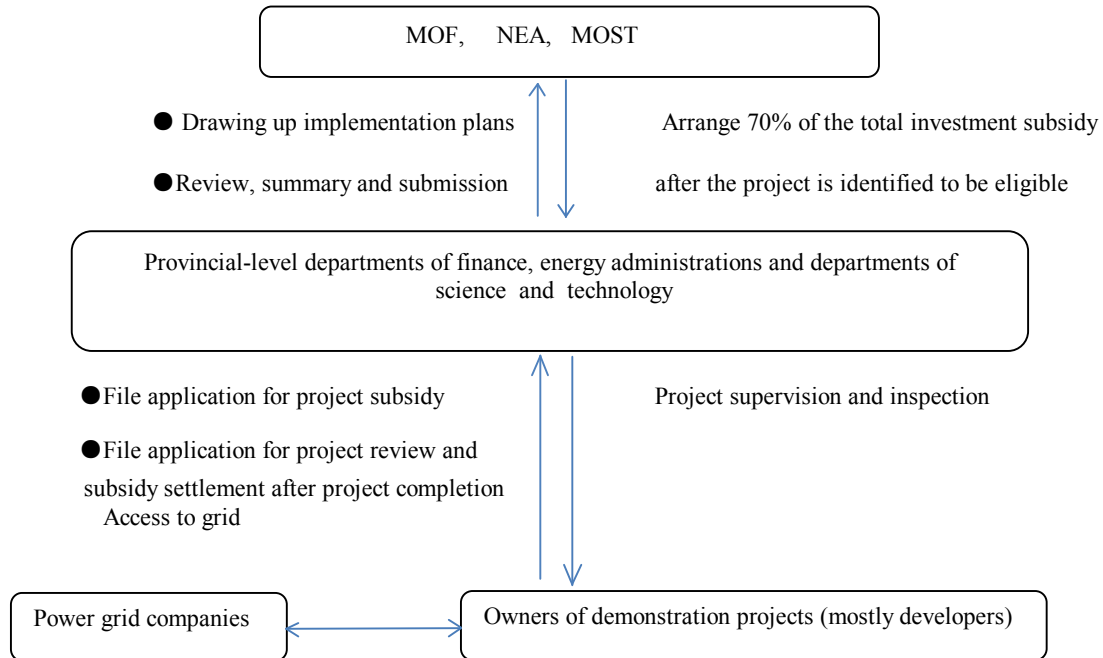 MOF, NEA, MOST
● Drawing up implementation plans
Arrange 70% of the total investment subsidy
●Review, summary and submission
after the project is identified to be eligible
Provincial-level departments of finance, energy administrations and departments of
science and technology
●File application for project subsidy
Project supervision and inspection
●File application for project review and
subsidy settlement after project completion
Access to grid
Power grid companies
Owners of demonstration projects (mostly developers)